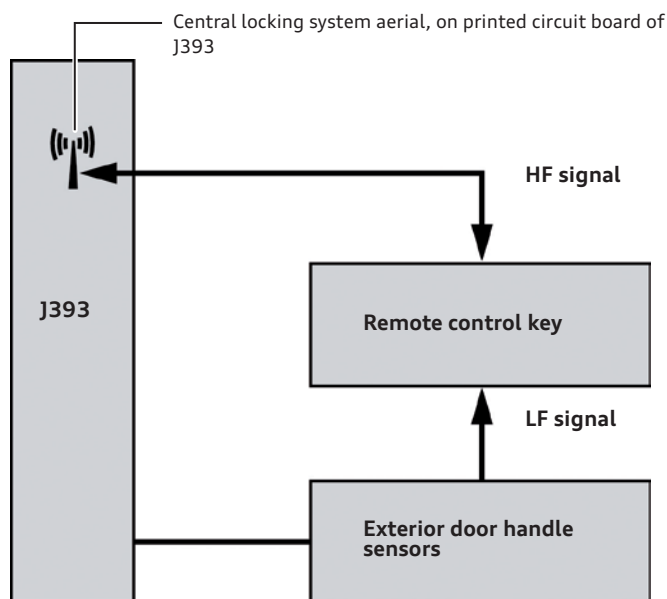 Central locking system aerial, on printed circuit board of
J393
HF signal
J393
Remote control key
LF signal
Exterior door handle
sensors